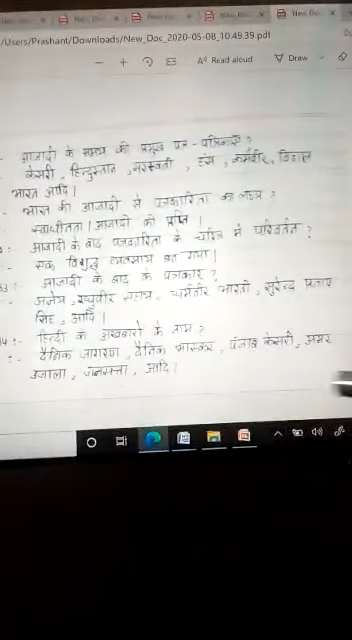 /Users/Prashant/Downloads/New_Doc_2020-05-08_10.49.39.pdf
Read aloud Draw
आजादी के समय की प्रमुख पत्र-पत्रिकाएँ ?
केसरी, हिन्दुस्तान, सरस्वती, हंस, कर्मवीर, विशाल
भारत आदि।
भारत की आजादी से पत्रकारिता का लक्ष्य ?
स्वाधीनता। आजादी की प्राप्ति।
आजादी के बाद पत्रकारिता के चरित्र में परिवर्तन ?
एक विशुद्ध व्यवसाय बन गया।
आजादी के बाद के पत्रकार ?
अज्ञेय, रघुवीर सहाय, धर्मवीर भारती, सुरेन्द्र प्रताप
सिंह, आदि।
14:- हिन्दी के अखबारों के नाम ?
:- दैनिक जागरण, दैनिक भास्कर, पंजाब केसरी, अमर
उजाला, जनसत्ता, आदि।